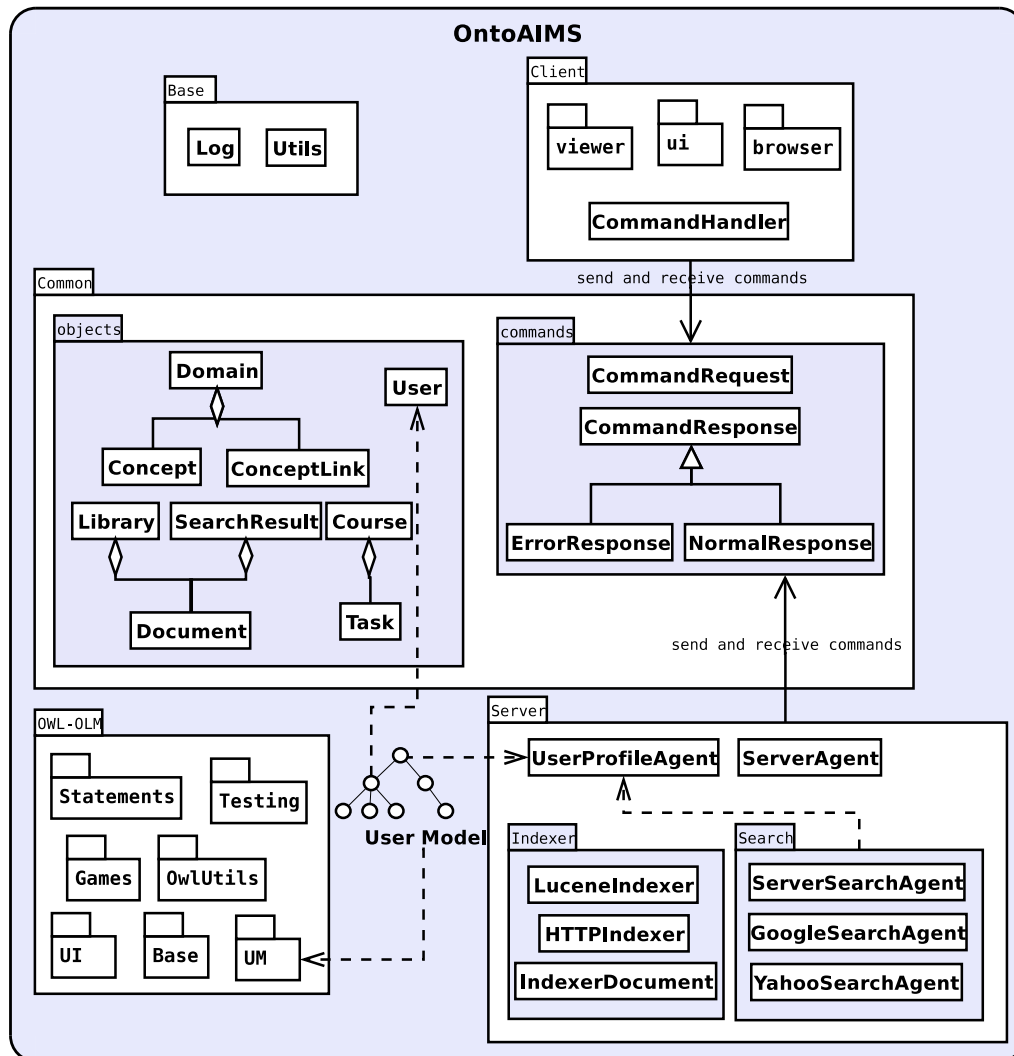 OntoAIMS
Base
Log
Utils
Client
viewer
ui
browser
CommandHandler
send and receive commands
Common
objects
Domain
User
Concept
ConceptLink
Library
SearchResult
Course
Document
Task
commands
CommandRequest
CommandResponse
ErrorResponse
NormalResponse
send and receive commands
OWL-OLM
Statements
Testing
Games
OwlUtils
UI
Base
UM
User Model
Server
UserProfileAgent
ServerAgent
Indexer
LuceneIndexer
HTTPIndexer
IndexerDocument
Search
ServerSearchAgent
GoogleSearchAgent
YahooSearchAgent